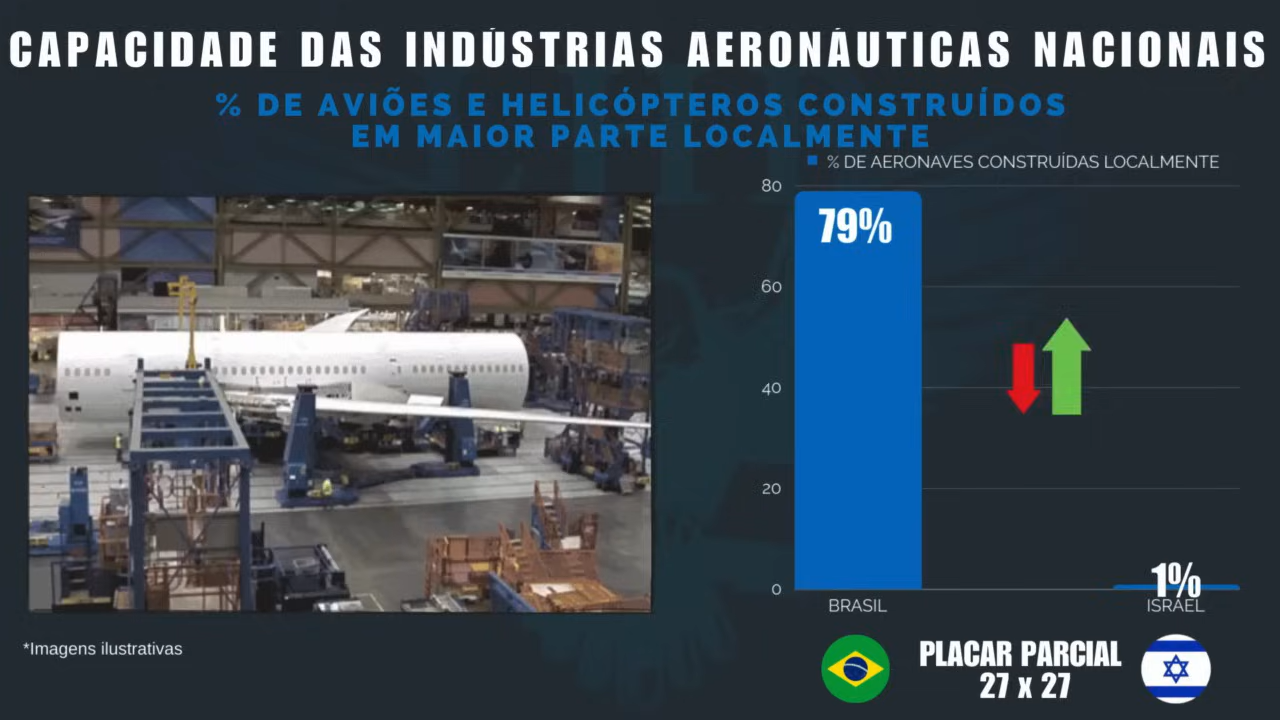 CAPACIDADE DAS INDÚSTRIAS AERONÁUTICAS NACIONAIS
% DE AVIÕES E HELICÓPTEROS CONSTRUÍDOS
EM MAIOR PARTE LOCALMENTE
% DE AERONAVES CONSTRUÍDAS LOCALMENTE
80
79%
60
40
20
0
1%
BRASIL
ISRAEL
*Imagens ilustrativas
PLACAR PARCIAL
27 x 27